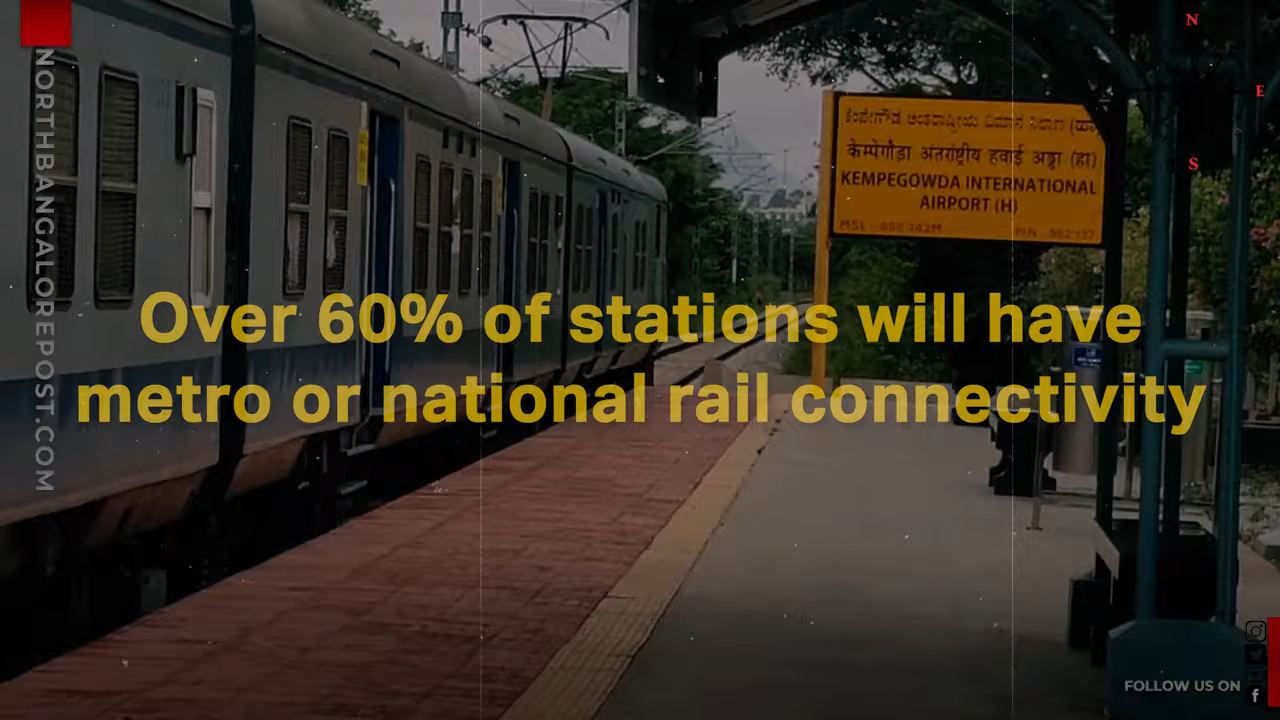 NORTHBANGALOREPOST.COM
N
E
S
ಕೆಂಪೇಗೌಡ ಅಂತರಾಷ್ಟ್ರೀಯ ವಿಮಾನ ನಿಲ್ದಾಣ
केम्पेगौड़ा अंतर्राष्ट्रीय हवाई अड्डा (हा)
KEMPEGOWDA INTERNATIONAL
AIRPORT (H)
Over 60% of stations will have
metro or national rail connectivity
FOLLOW US ON